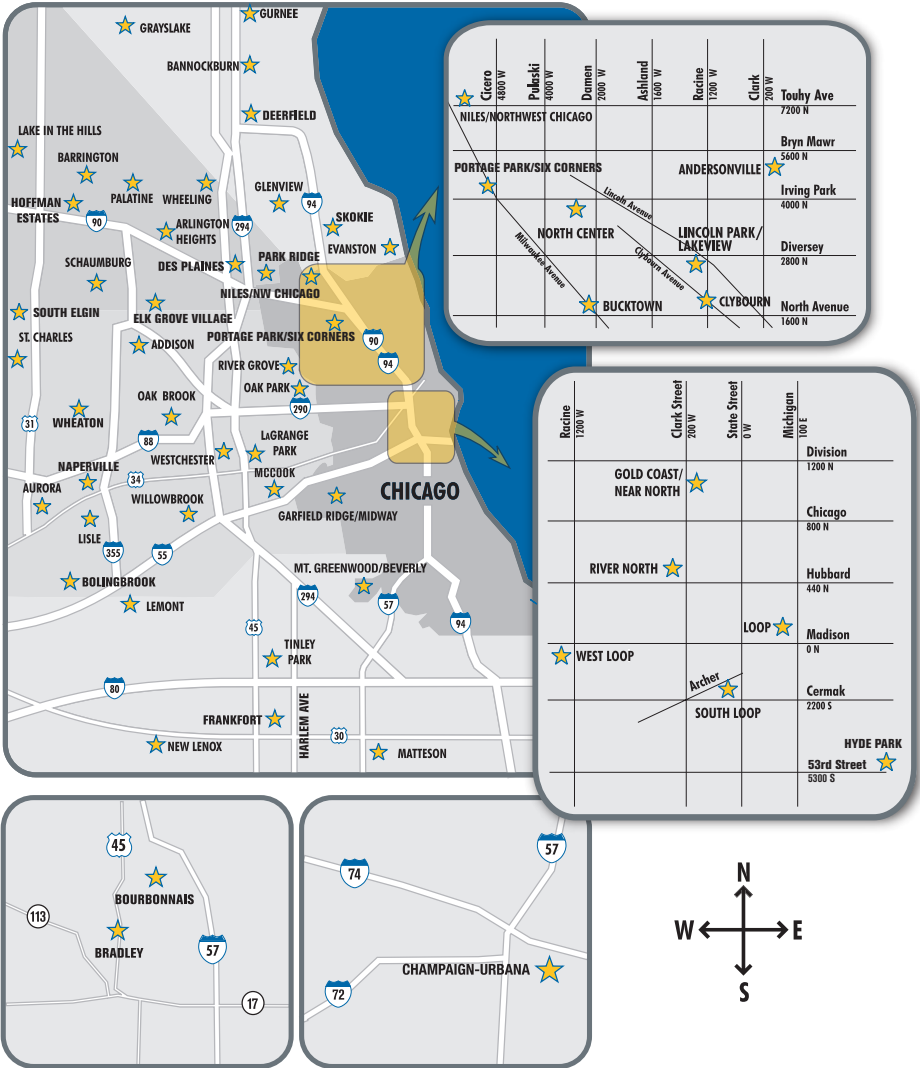 GURNEE
GRAYSLAKE
BANNOCKBURN
DEERFIELD
LAKE IN THE HILLS
BARRINGTON
PALATINE
WHEELING
GLENVIEW
94
HOFFMAN
ESTATES
90
ARLINGTON
HEIGHTS
294
SKOKIE
EVANSTON
SCHAUMBURG
DES PLAINES
PARK RIDGE
NILES/NW CHICAGO
SOUTH ELGIN
ELK GROVE VILLAGE
PORTAGE PARK/SIX CORNERS
90
94
ST. CHARLES
ADDISON
RIVER GROVE
OAK PARK
290
OAK BROOK
31
WHEATON
88
WESTCHESTER
LAGRANGE
PARK
NAPERVILLE
34
MCCOOK
CHICAGO
AURORA
WILLOWBROOK
GARFIELD RIDGE/MIDWAY
LISLE
355
55
MT. GREENWOOD/BEVERLY
BOLINGBROOK
LEMONT
294
57
94
45
TINLEY
PARK
80
FRANKFORT
HARLEM AVE
30
NEW LENOX
MATTESON
Cicero
4800 W
Pulaski
4000 W
Damen
2000 W
Ashland
1600 W
Racine
1200 W
Clark
200 W
Touhy Ave
7200 N
NILES/NORTHWEST CHICAGO
Bryn Mawr
5600 N
PORTAGE PARK/SIX CORNERS
ANDERSONVILLE
Irving Park
4000 N
Lincoln Avenue
NORTH CENTER
LINCOLN PARK/
LAKEVIEW
Diversey
2800 N
Milwaukee Avenue
Clybourn Avenue
BUCKTOWN
CLYBOURN
North Avenue
1600 N
Racine
1200 W
Clark Street
200 W
State Street
0 W
Michigan
100 E
Division
1200 N
GOLD COAST/
NEAR NORTH
Chicago
800 N
RIVER NORTH
Hubbard
440 N
LOOP
Madison
0 N
WEST LOOP
Archer
Cermak
2200 S
SOUTH LOOP
HYDE PARK
53rd Street
5300 S
45
BOURBONNAIS
113
BRADLEY
57
17
57
74
CHAMPAIGN-URBANA
72
N
W E
S